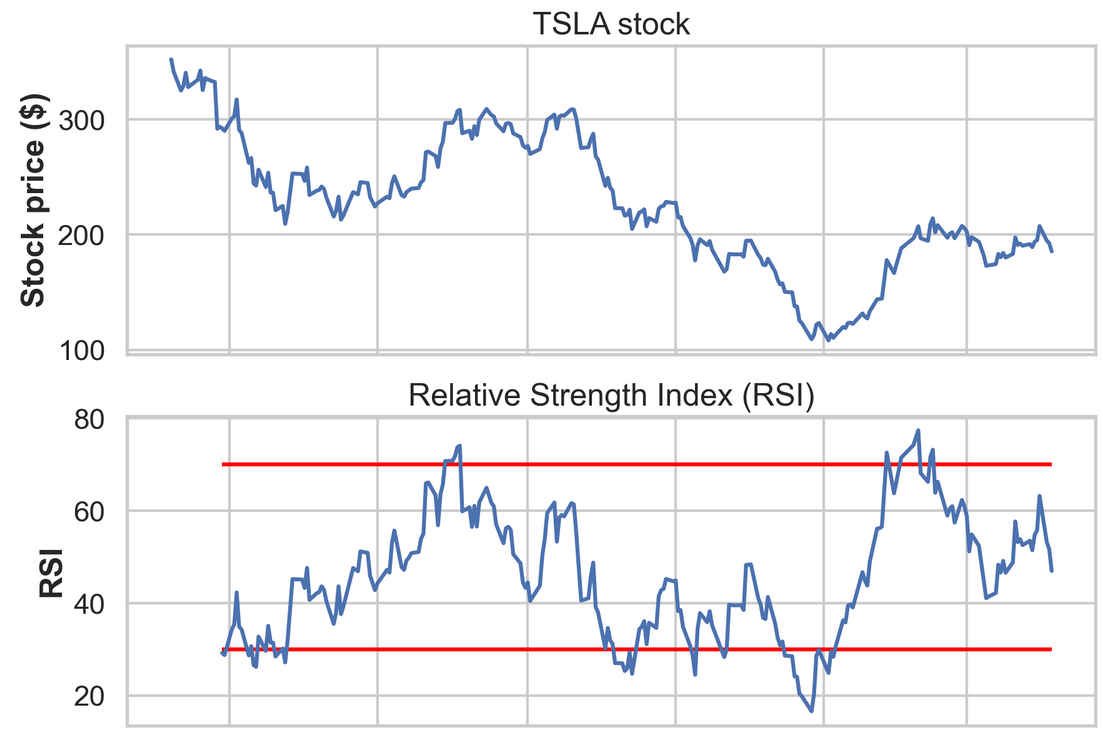 TSLA stock
Stock price ($)
300
200
100
Relative Strength Index (RSI)
RSI
80
60
40
20